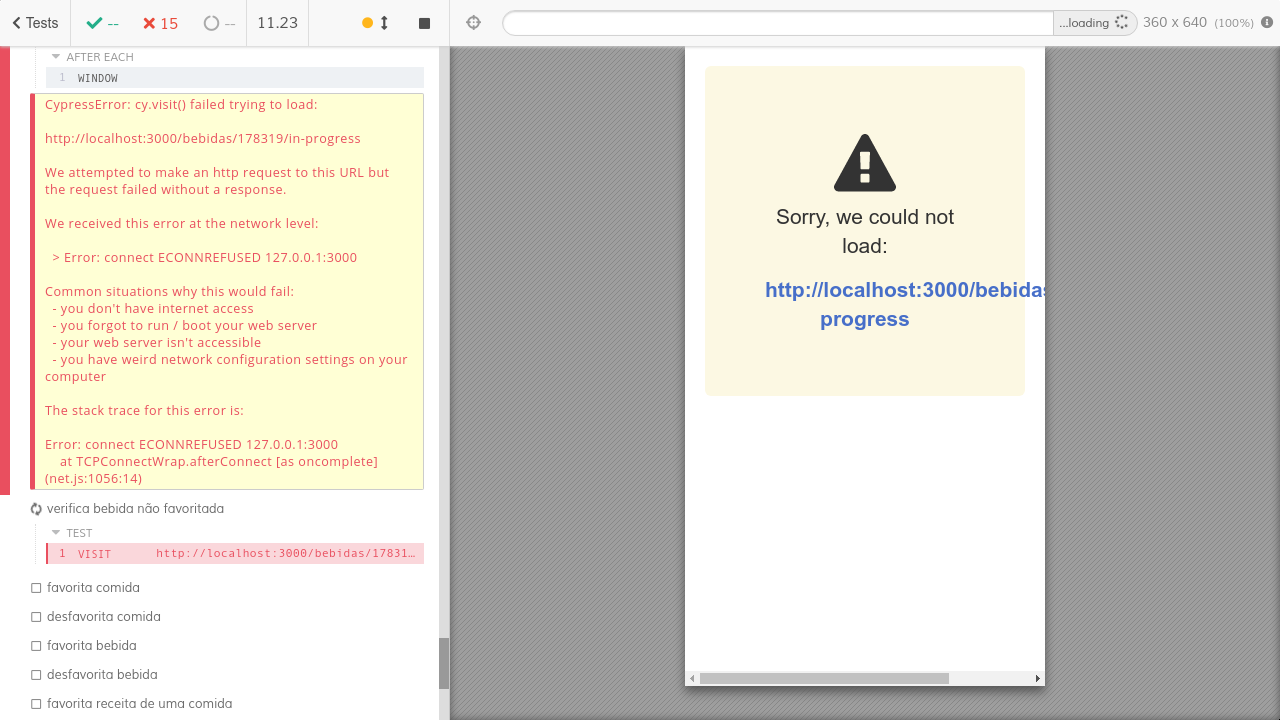 Tests
--
15
--
11.23
...loading
360 x 640 (100%)
AFTER EACH
1 WINDOW
CypressError: cy.visit() failed trying to load:
http://localhost:3000/bebidas/178319/in-progress
We attempted to make an http request to this URL but
the request failed without a response.
We received this error at the network level:
> Error: connect ECONNREFUSED 127.0.0.1:3000
Common situations why this would fail:
- you don't have internet access
- you forgot to run / boot your web server
- your web server isn't accessible
- you have weird network configuration settings on your
computer
The stack trace for this error is:
Error: connect ECONNREFUSED 127.0.0.1:3000
at TCPConnectWrap.afterConnect [as oncomplete]
(net.js:1056:14)
verifica bebida não favoritada
TEST
1 VISIT http://localhost:3000/bebidas/17831…
favorita comida
desfavorita comida
favorita bebida
desfavorita bebida
favorita receita de uma comida
Sorry, we could not
load:
http://localhost:3000/bebidas
progress